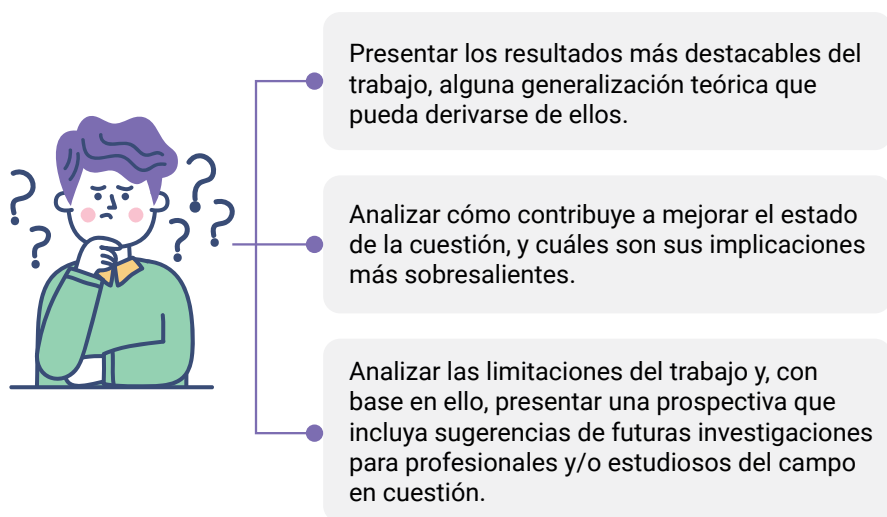 Presentar los resultados más destacables del
trabajo, alguna generalización teórica que
pueda derivarse de ellos.
Analizar cómo contribuye a mejorar el estado
de la cuestión, y cuáles son sus implicaciones
más sobresalientes.
Analizar las limitaciones del trabajo y, con
base en ello, presentar una prospectiva que
incluya sugerencias de futuras investigaciones
para profesionales y/o estudiosos del campo
en cuestión.